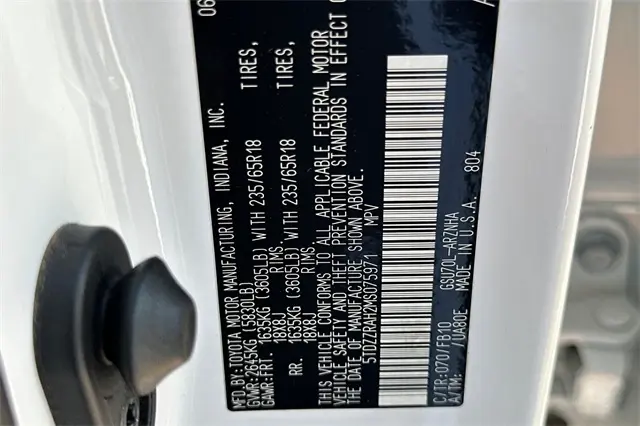 06
MFD. BY: TOYOTA MOTOR MANUFACTURING, INDIANA, INC.
GVWR: 2645KG (5830LB)
GAWR: FRT. 1635KG (3605LB) WITH 235/65R18 TIRES,
18X8J RIMS
RR. 1635KG (3605LB) WITH 235/65R18 TIRES,
18X8J RIMS
THIS VEHICLE CONFORMS TO ALL APPLICABLE FEDERAL MOTOR
VEHICLE SAFETY AND THEFT PREVENTION STANDARDS IN EFFECT
THE DATE OF MANUFACTURE SHOWN ABOVE.
5TDZZRAH2MS075971 MPV
C/TR: 070/FB10 GSU70L-ARZNHA
A/TM: /UA80E MADE IN U.S.A. 804